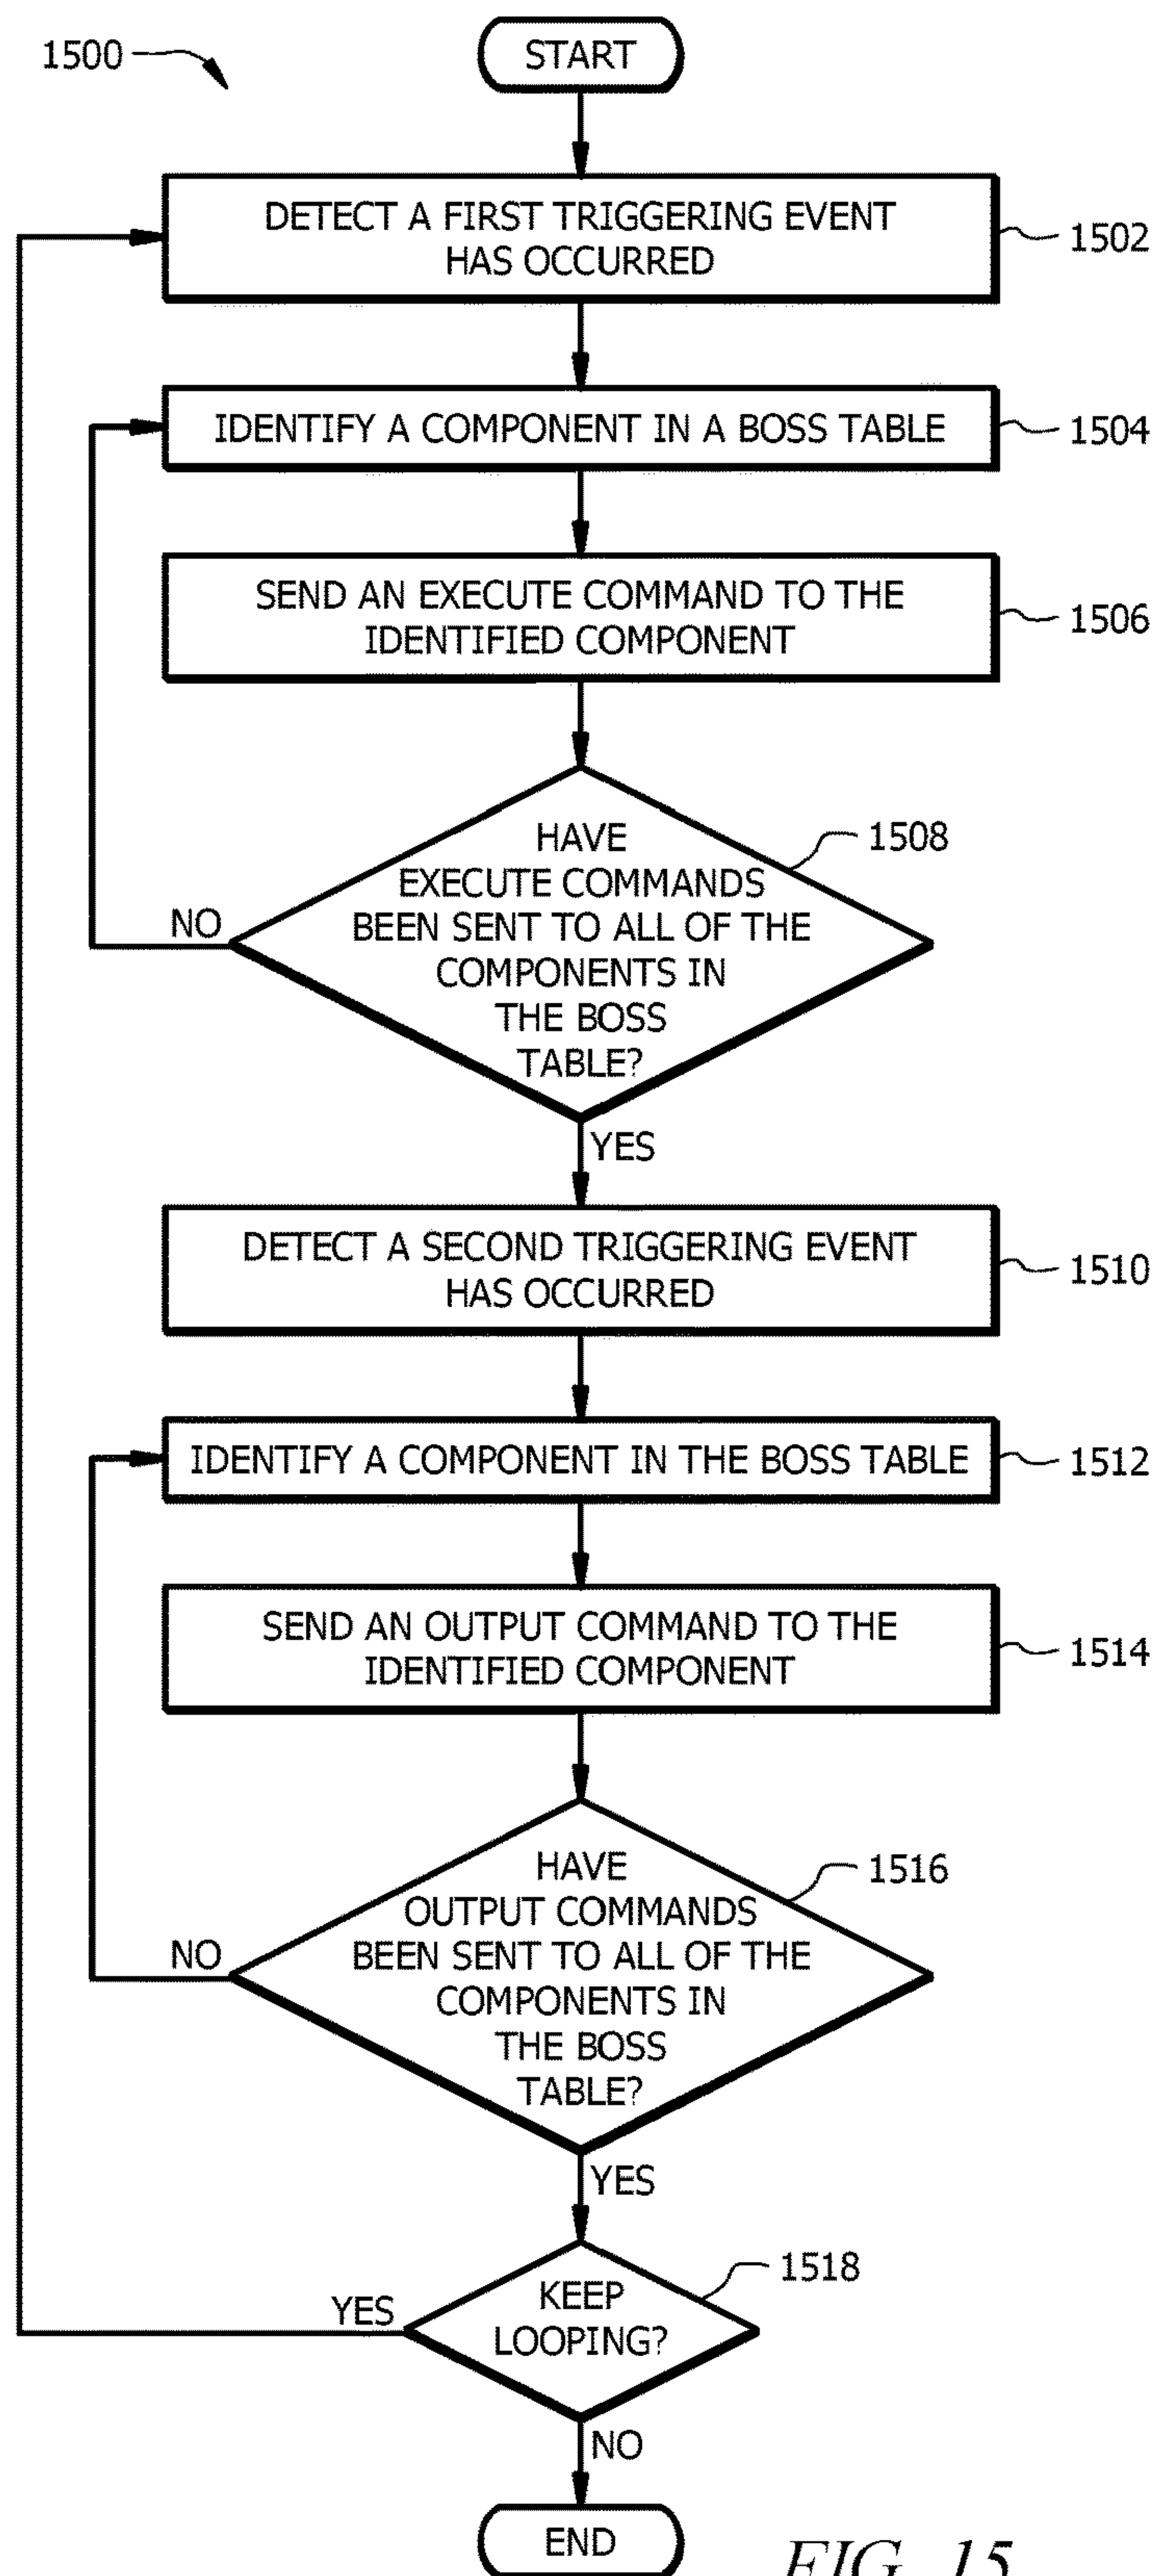 1500
START
DETECT A FIRST TRIGGERING EVENT
HAS OCCURRED
1502
IDENTIFY A COMPONENT IN A BOSS TABLE
1504
SEND AN EXECUTE COMMAND TO THE
IDENTIFIED COMPONENT
1506
HAVE
EXECUTE COMMANDS
BEEN SENT TO ALL OF THE
COMPONENTS IN
THE BOSS
TABLE?
1508
NO
YES
DETECT A SECOND TRIGGERING EVENT
HAS OCCURRED
1510
IDENTIFY A COMPONENT IN THE BOSS TABLE
1512
SEND AN OUTPUT COMMAND TO THE
IDENTIFIED COMPONENT
1514
HAVE
OUTPUT COMMANDS
BEEN SENT TO ALL OF THE
COMPONENTS IN
THE BOSS
TABLE?
1516
NO
YES
KEEP
LOOPING?
1518
YES
NO
END
FIG. 15